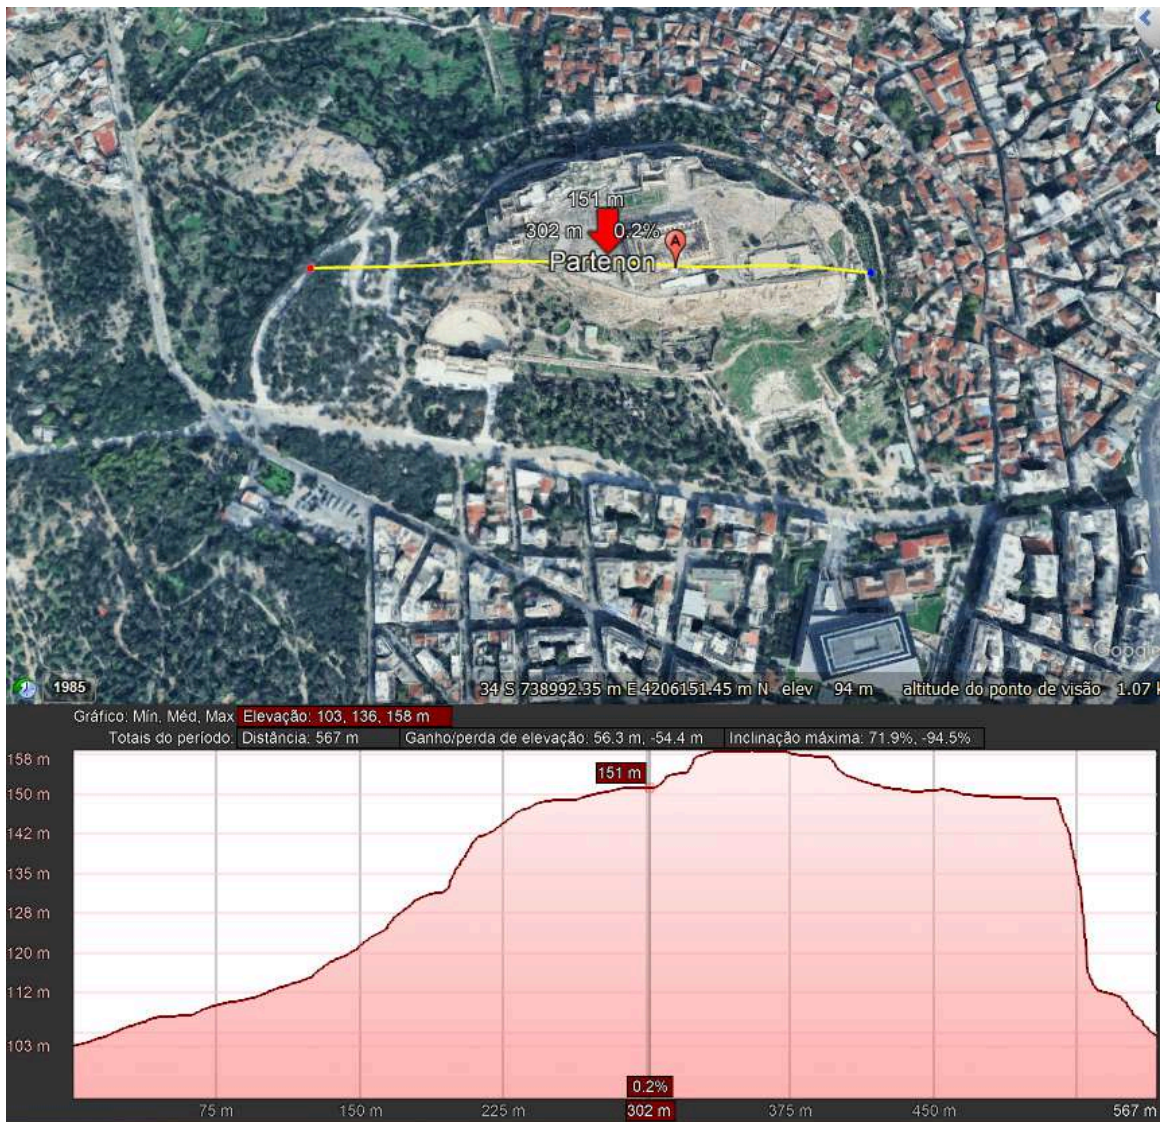 151 m
302 m 0.2%
A
Partenon
Google
1985
34 S 738992.35 m E 4206151.45 m N elev 94 m altitude do ponto de visão 1.07 k
Gráfico: Mín, Méd, Max Elevação: 103, 136, 158 m
Totais do período: Distância: 567 m Ganho/perda de elevação: 56.3 m, -54.4 m Inclinação máxima: 71.9%, -94.5%
158 m
151 m
150 m
142 m
135 m
128 m
120 m
112 m
103 m
0.2%
75 m 150 m 225 m 302 m 375 m 450 m 567 m